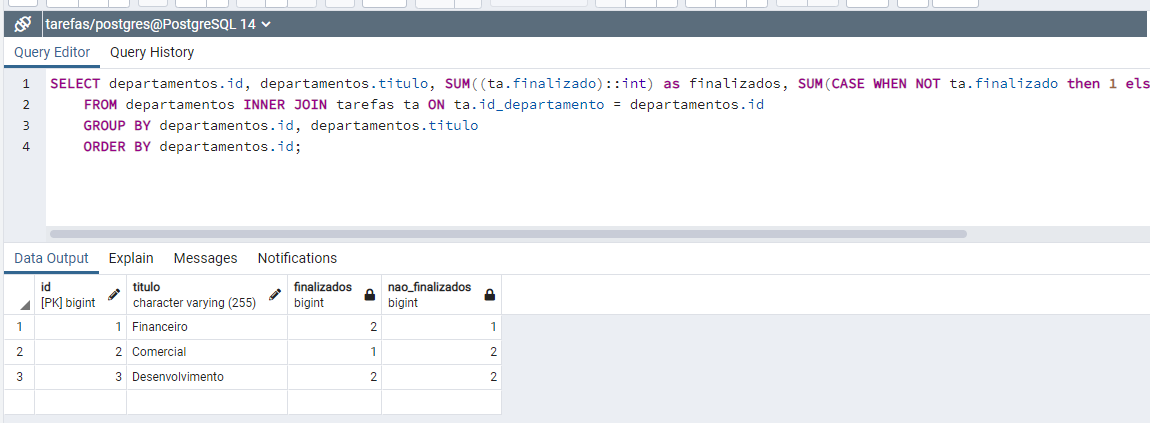 tarefas/postgres@PostgreSQL 14
Query Editor Query History
1 SELECT departamentos.id, departamentos.titulo, SUM((ta.finalizado)::int) as finalizados, SUM(CASE WHEN NOT ta.finalizado then 1 els
2 FROM departamentos INNER JOIN tarefas ta ON ta.id_departamento = departamentos.id
3 GROUP BY departamentos.id, departamentos.titulo
4 ORDER BY departamentos.id;
Data Output Explain Messages Notifications
id titulo finalizados nao_finalizados
[PK] bigint character varying (255) bigint bigint
1 1 Financeiro 2 1
2 2 Comercial 1 2
3 3 Desenvolvimento 2 2